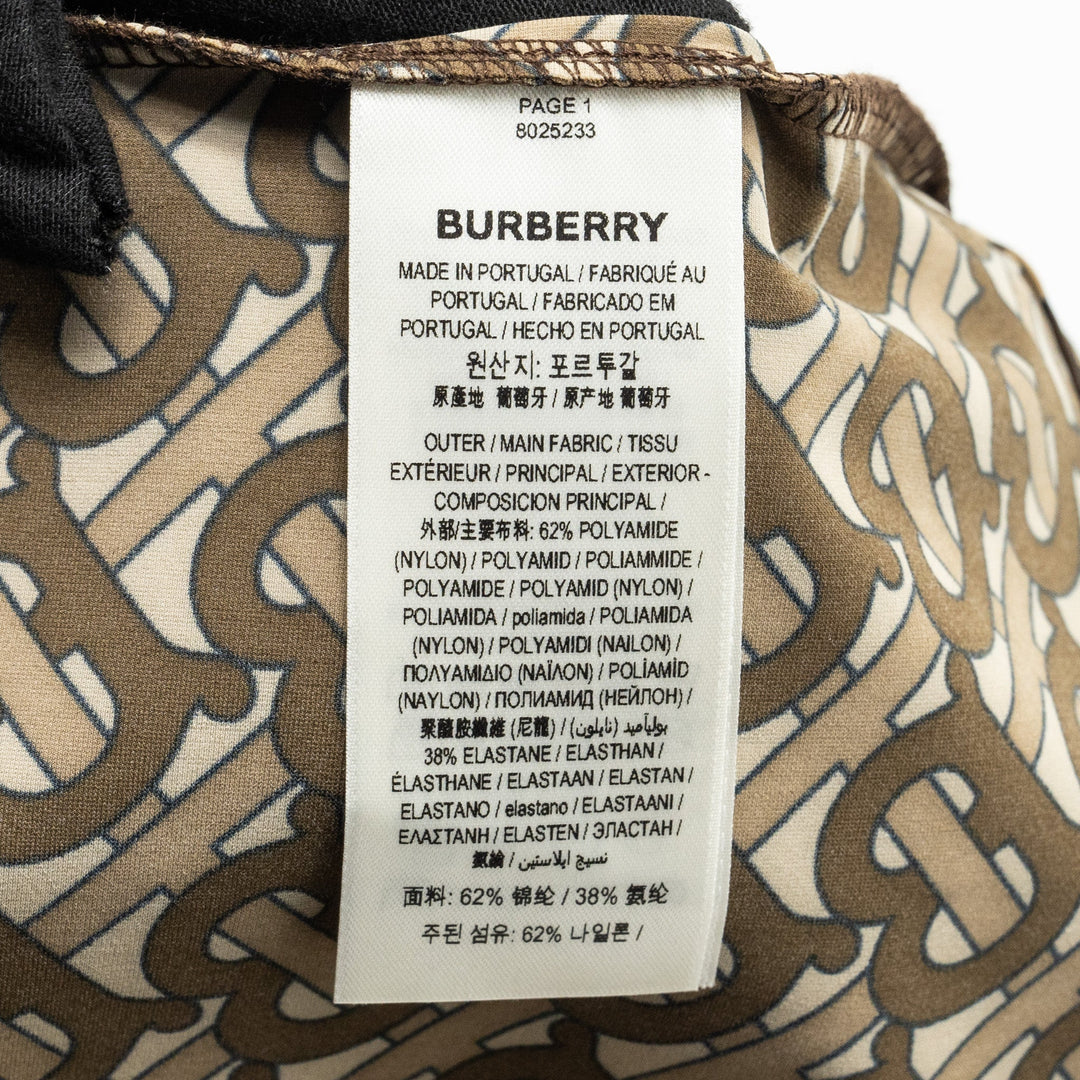 PAGE 1
8025233
BURBERRY
MADE IN PORTUGAL / FABRIQUÉ AU
PORTUGAL / FABRICADO EM
PORTUGAL / HECHO EN PORTUGAL
원산지: 포르투갈
原產地 葡萄牙 / 原产地 葡萄牙
OUTER / MAIN FABRIC / TISSU
EXTÉRIEUR / PRINCIPAL / EXTERIOR -
COMPOSICION PRINCIPAL /
外部/主要布料: 62% POLYAMIDE
(NYLON) / POLYAMID / POLIAMMIDE /
POLYAMIDE / POLYAMID (NYLON) /
POLIAMIDA / poliamida / POLIAMIDA
(NYLON) / POLYAMIDI (NAILON) /
ΠΟΛΥΑΜΙΔΙΟ (ΝΑΪΛΟΝ) / POLİAMİD
(NAYLON) / ПОЛИАМИД (НЕЙЛОН) /
聚醯胺纖維 (尼龍) / بولياميد (نايلون) /
38% ELASTANE / ELASTHAN /
ÉLASTHANE / ELASTAAN / ELASTAN /
ELASTANO / elastano / ELASTAANI /
ΕΛΑΣΤΑΝΗ / ELASTEN / ЭЛАСТАН /
氨綸 / نسيج ايلاستين /
面料: 62% 锦纶 / 38% 氨纶
주된 섬유: 62% 나일론 /